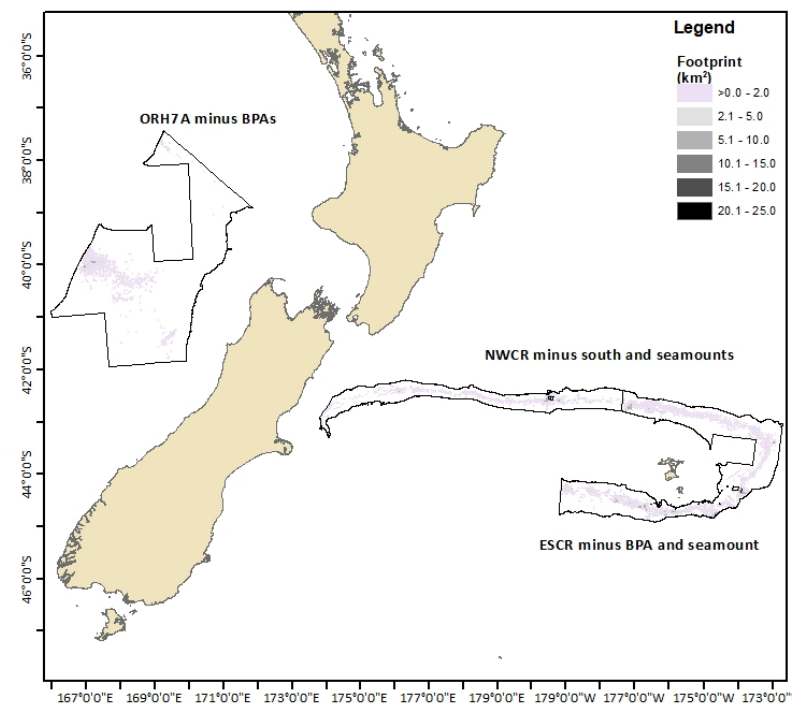 Legend
Footprint
(km²)
>0.0 - 2.0
2.1 - 5.0
5.1 - 10.0
10.1 - 15.0
15.1 - 20.0
20.1 - 25.0
ORH7A minus BPAs
NWCR minus south and seamounts
ESCR minus BPA and seamount
36°0'0"S
38°0'0"S
40°0'0"S
42°0'0"S
44°0'0"S
46°0'0"S
167°0'0"E 169°0'0"E 171°0'0"E 173°0'0"E 175°0'0"E 177°0'0"E 179°0'0"E 179°0'0"W 177°0'0"W 175°0'0"W 173°0'0"W